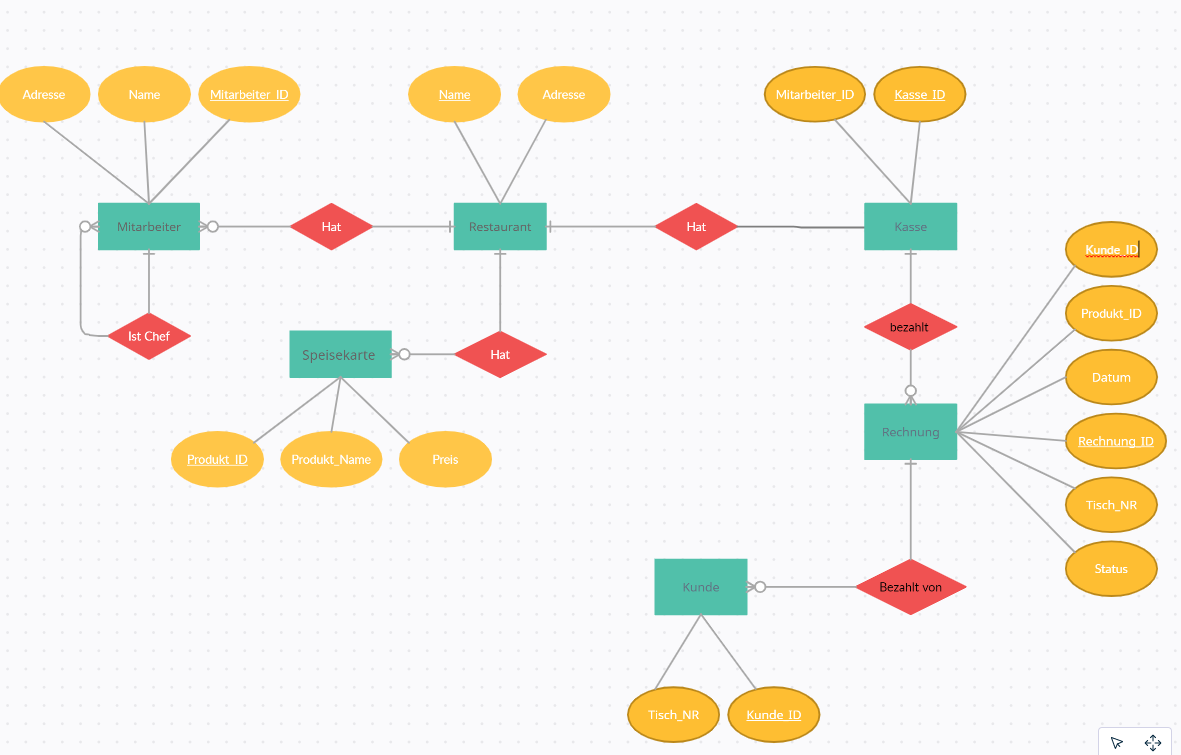 Adresse
Name
Mitarbeiter_ID
Name
Adresse
Mitarbeiter_ID
Kasse_ID
Mitarbeiter
Hat
Restaurant
Hat
Kasse
Kunde_ID
Produkt_ID
Ist Chef
Speisekarte
Hat
bezahlt
Datum
Rechnung
Rechnung_ID
Produkt_ID
Produkt_Name
Preis
Tisch_NR
Status
Kunde
Bezahlt von
Tisch_NR
Kunde_ID